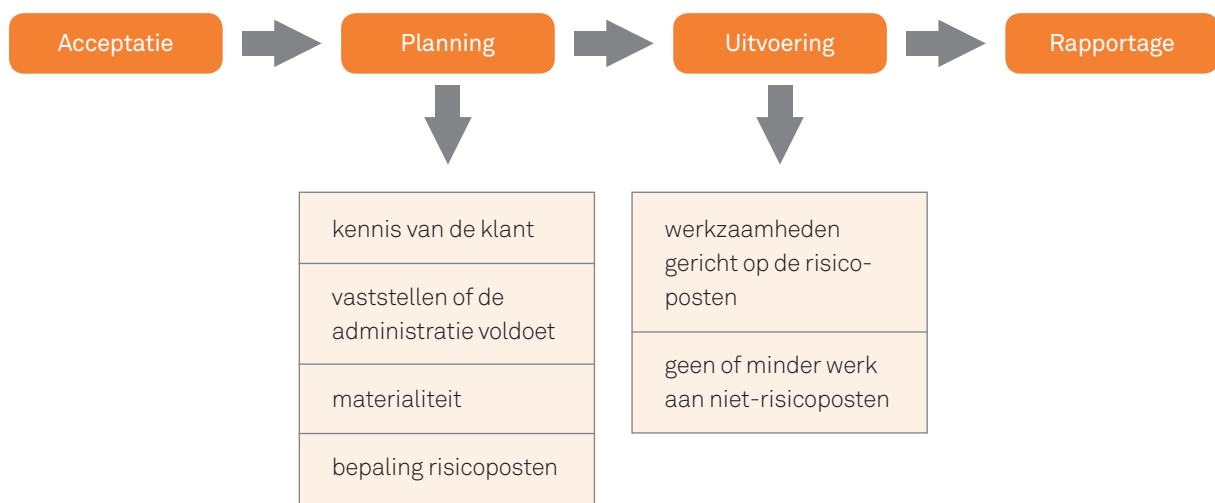 Acceptatie
Planning
Uitvoering
Rapportage
kennis van de klant
vaststellen of de
administratie voldoet
materialiteit
bepaling risicoposten
werkzaamheden
gericht op de risico-
posten
geen of minder werk
aan niet-risicoposten